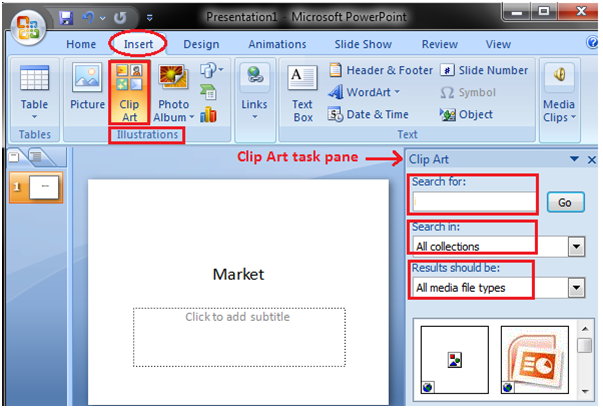 Presentation1 - Microsoft PowerPoint
Home Insert Design Animations Slide Show Review View
Table
Picture
Clip
Art
Photo
Album
Links
Text
Box
Header & Footer
WordArt
Date & Time
Slide Number
Symbol
Object
Media
Clips
Tables
Illustrations
Text
Clip Art task pane
Clip Art
1
Search for:
Go
Search in:
All collections
Results should be:
All media file types
Market
Click to add subtitle